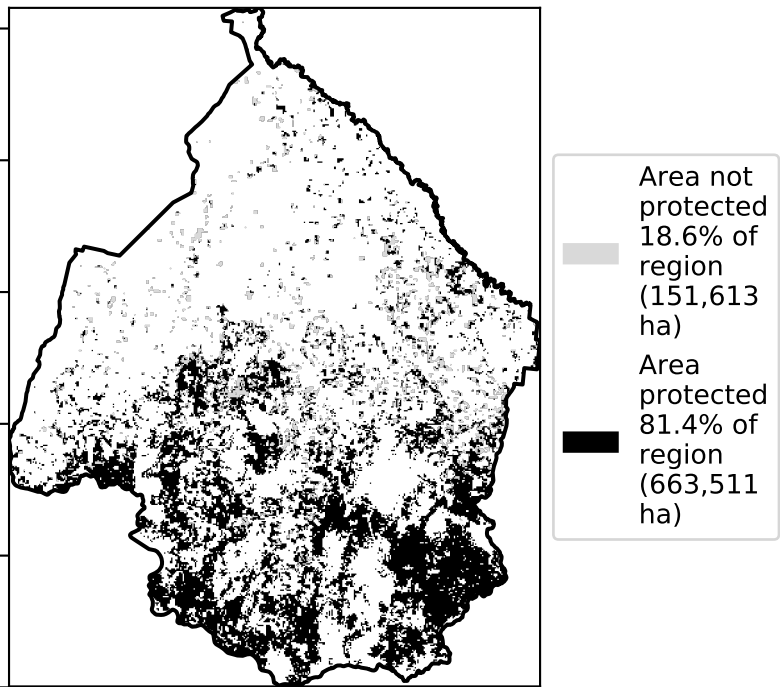 Area not
protected
18.6% of
region
(151,613
ha)
Area
protected
81.4% of
region
(663,511
ha)